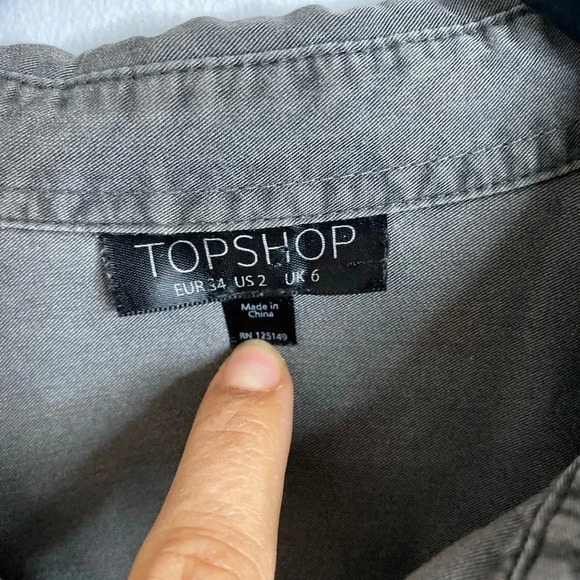 TOPSHOP
EUR 34 US 2 UK 6
Made in
China
RN 125149